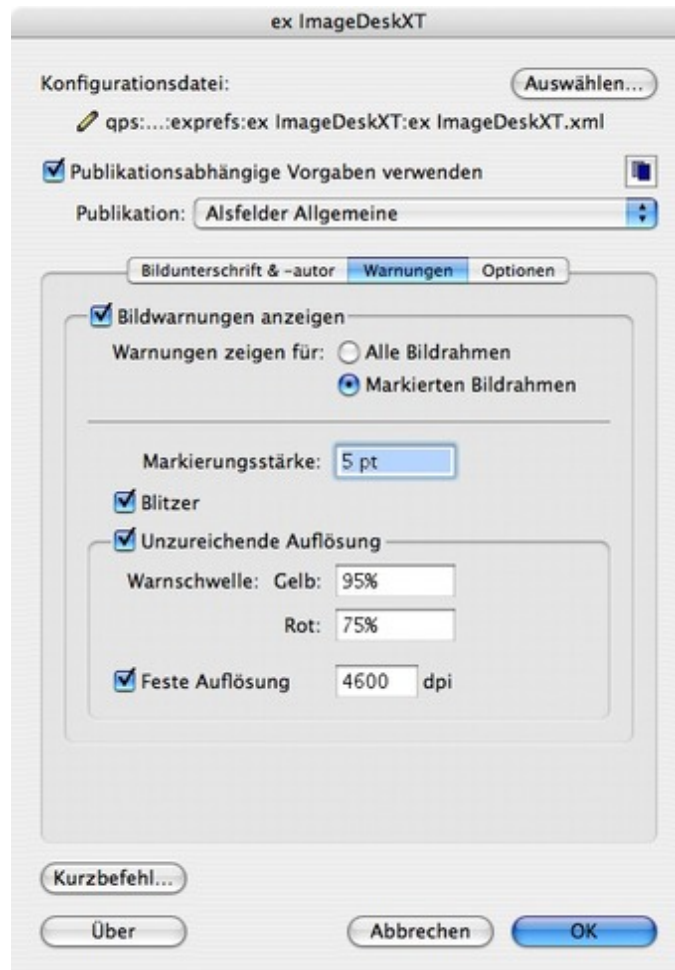 ex ImageDeskXT
Konfigurationsdatei: Auswählen...
qps:...:exprefs:ex ImageDeskXT:ex ImageDeskXT.xml
Publikationsabhängige Vorgaben verwenden
Publikation: Alsfelder Allgemeine
Bildunterschrift & -autor Warnungen Optionen
Bildwarnungen anzeigen
Warnungen zeigen für: Alle Bildrahmen
Markierten Bildrahmen
Markierungsstärke: 5 pt
Blitzer
Unzureichende Auflösung
Warnschwelle: Gelb: 95%
Rot: 75%
Feste Auflösung 4600 dpi
Kurzbefehl...
Über Abbrechen OK